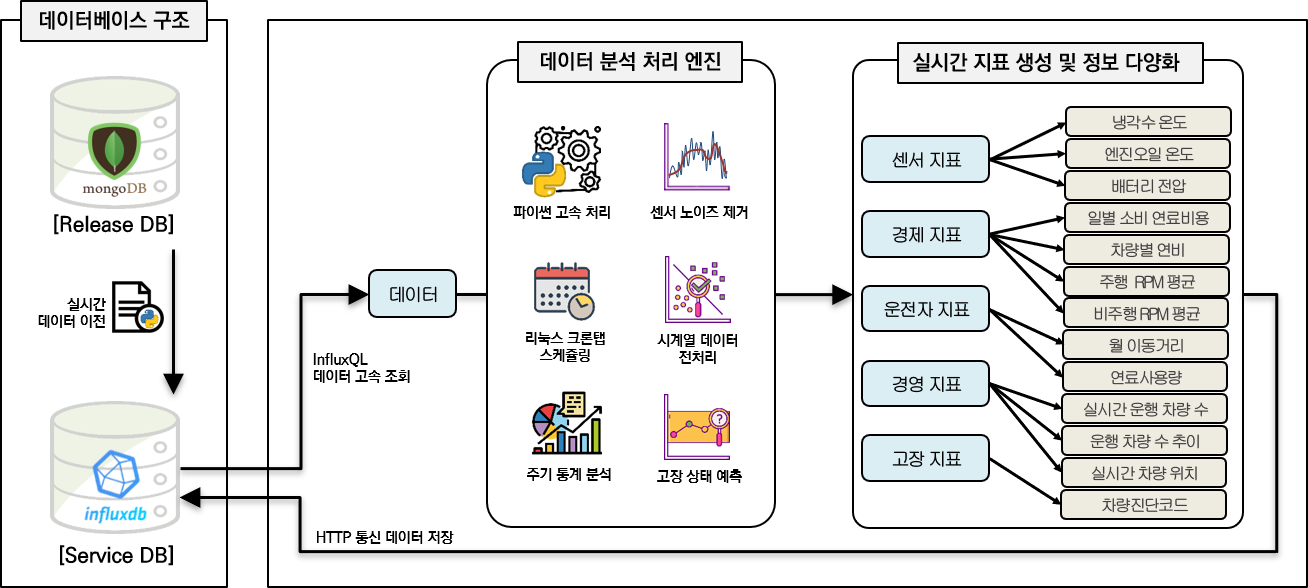 데이터베이스 구조
mongoDB
[Release DB]
실시간
데이터 이전
influxdb
[Service DB]
InfluxQL
데이터 고속 조회
HTTP 통신 데이터 저장
데이터
데이터 분석 처리 엔진
파이썬 고속 처리
센서 노이즈 제거
리눅스 크론탭
스케쥴링
시계열 데이터
전처리
?
주기 통계 분석
고장 상태 예측
실시간 지표 생성 및 정보 다양화
센서 지표
경제 지표
운전자 지표
경영 지표
고장 지표
냉각수 온도
엔진오일 온도
배터리 전압
일별 소비 연료비용
차량별 연비
주행 RPM 평균
비주행 RPM 평균
월 이동거리
연료사용량
실시간 운행 차량 수
운행 차량 수 추이
실시간 차량 위치
차량진단코드